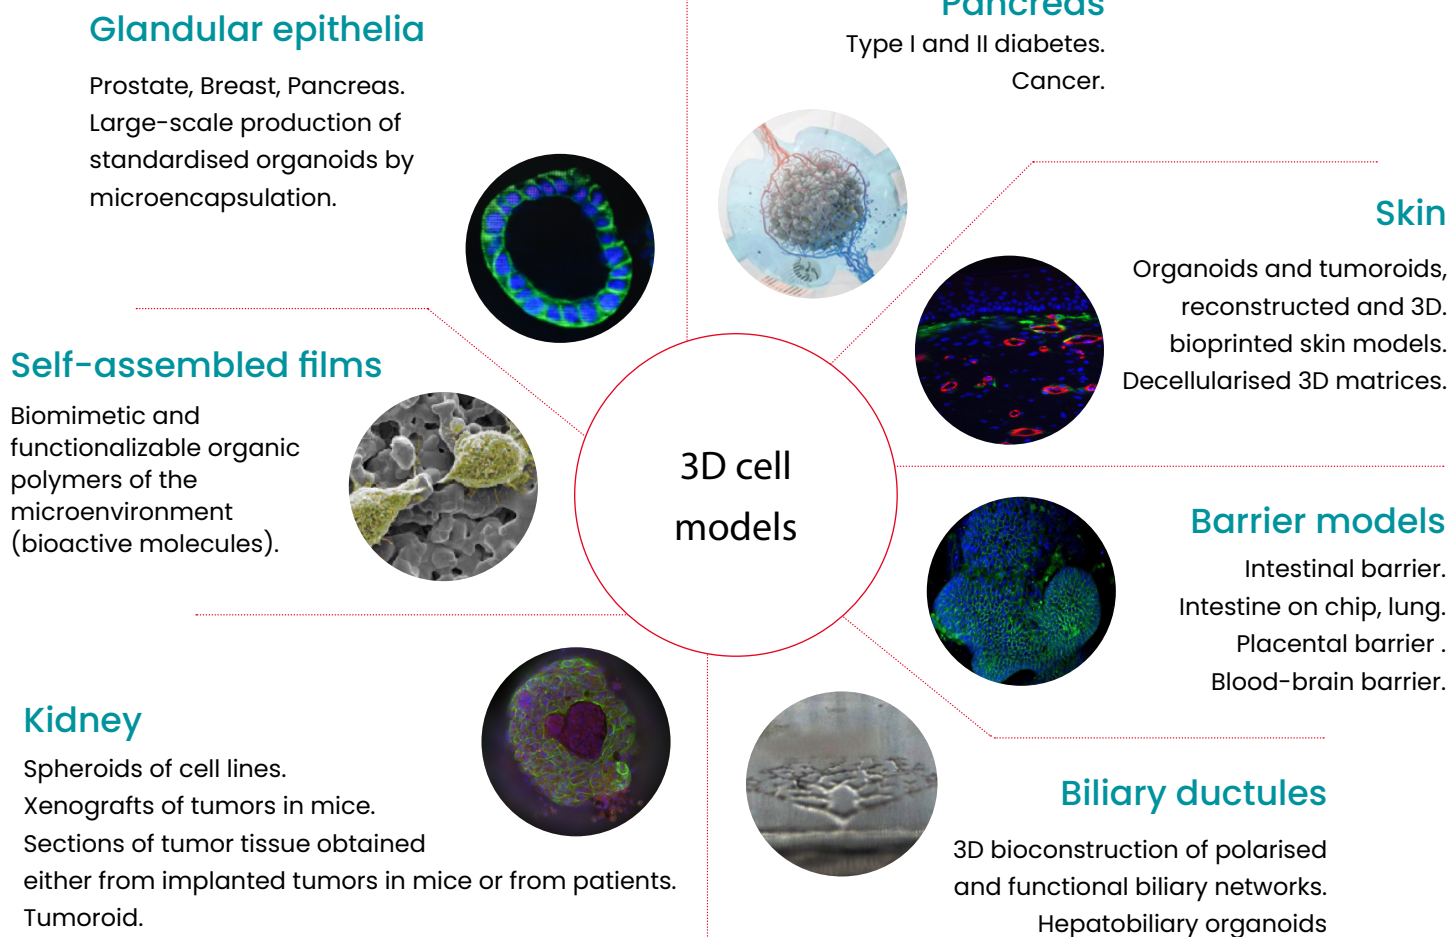 Glandular epithelia
Prostate, Breast, Pancreas.
Large-scale production of
standardised organoids by
microencapsulation.
Pancreas
Type I and II diabetes.
Cancer.
Skin
Organoids and tumoroids,
reconstructed and 3D.
bioprinted skin models.
Decellularised 3D matrices.
Self-assembled films
Biomimetic and
functionalizable organic
polymers of the
microenvironment
(bioactive molecules).
3D cell
models
Barrier models
Intestinal barrier.
Intestine on chip, lung.
Placental barrier .
Blood-brain barrier.
Kidney
Spheroids of cell lines.
Xenografts of tumors in mice.
Sections of tumor tissue obtained
either from implanted tumors in mice or from patients.
Tumoroid.
Biliary ductules
3D bioconstruction of polarised
and functional biliary networks.
Hepatobiliary organoids